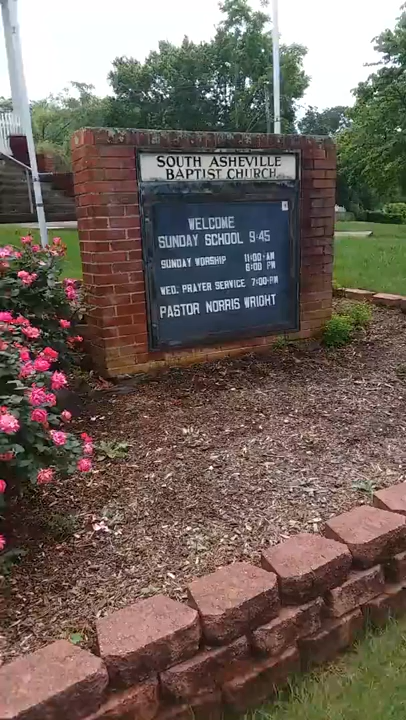 SOUTH ASHEVILLE
BAPTIST CHURCH
WELCOME
SUNDAY SCHOOL 9:45
SUNDAY WORSHIP 11:00 AM
6:00 PM
WED. PRAYER SERVICE 7:00 PM
PASTOR NORRIS WRIGHT